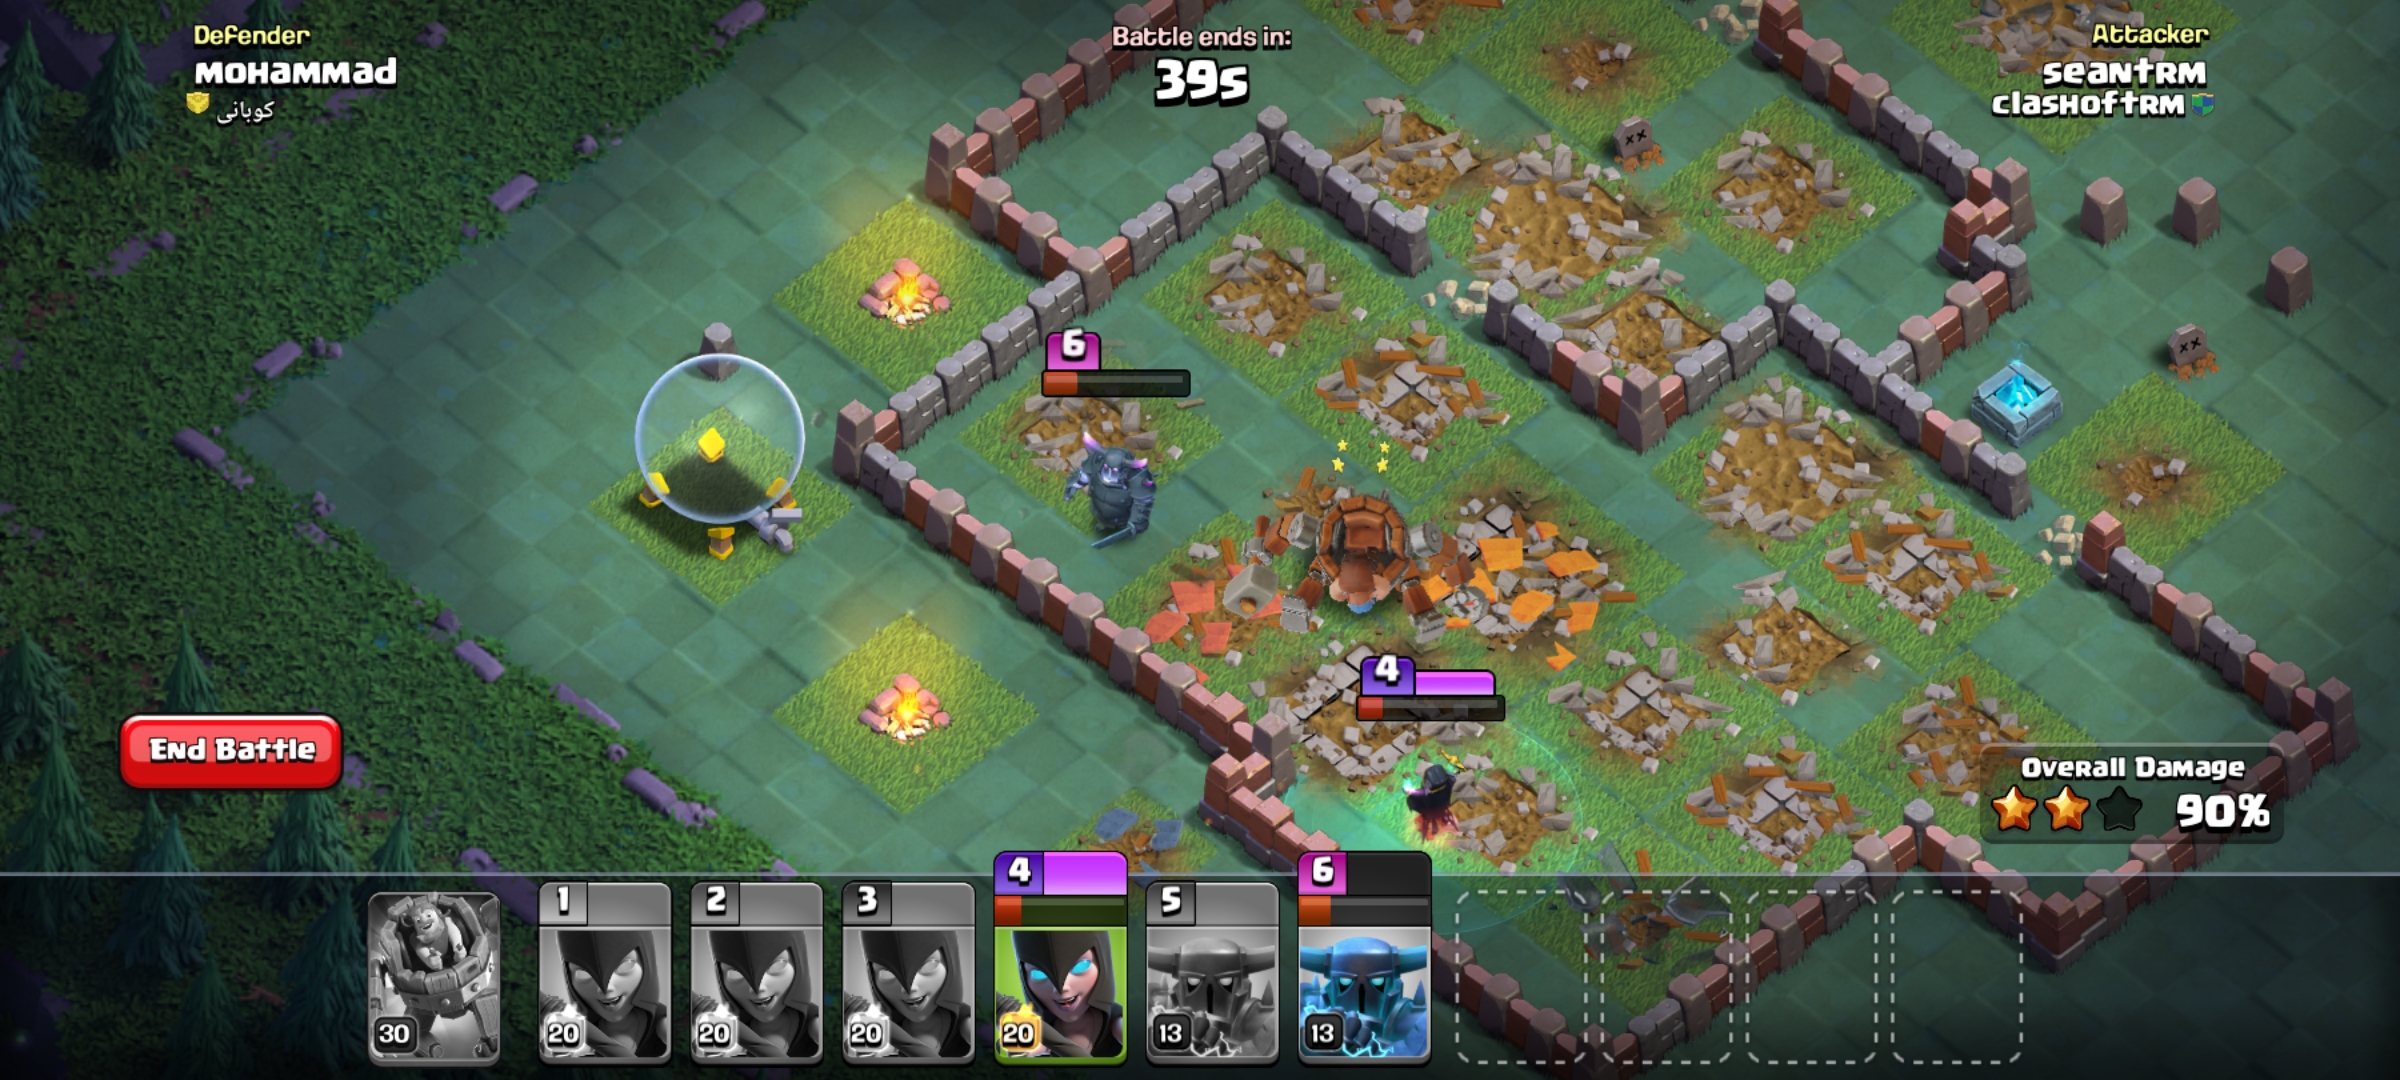 Defender
MOHAMMAD
کوبانی
Battle ends in:
39s
Attacker
seantRM
clashoftRM
6
4
End Battle
Overall Damage
90%
30
1
20
2
20
3
20
4
20
5
13
6
13